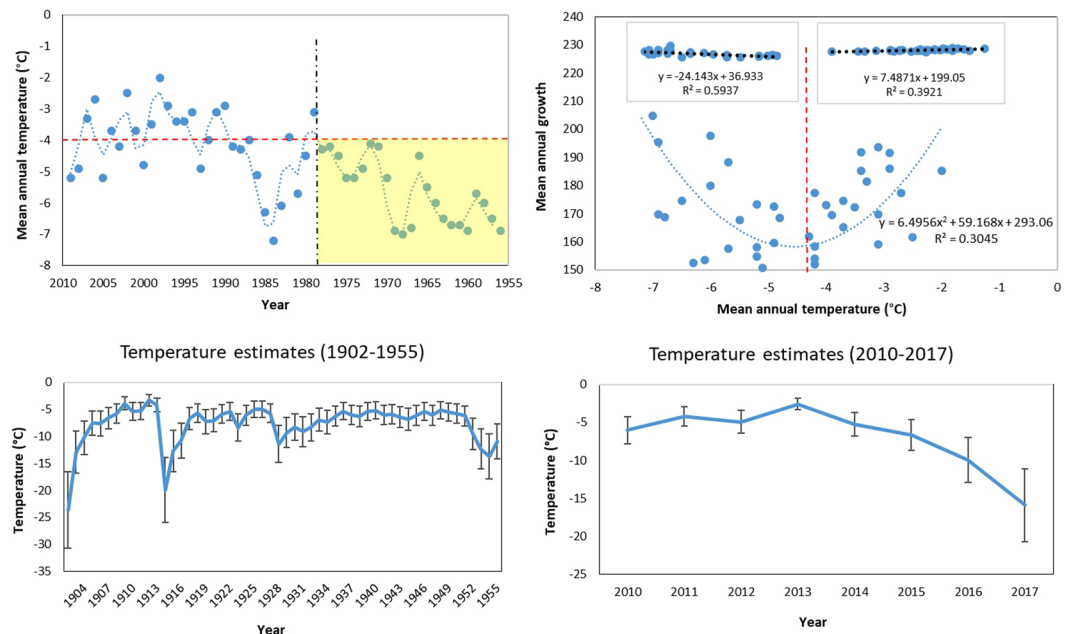 0
-1
-2
-3
-4
-5
-6
-7
-8
Mean annual temperature (°C)
2010 2005 2000 1995 1990 1985 1980 1975 1970 1965 1960 1955
Year
240
230
220
210
200
190
180
170
160
150
Mean annual growth
y = -24.143x + 36.933
R² = 0.5937
y = 7.4871x + 199.05
R² = 0.3921
y = 6.4956x² + 59.168x + 293.06
R² = 0.3045
-8 -7 -6 -5 -4 -3 -2 -1 0
Mean annual temperature (°C)
Temperature estimates (1902-1955)
0
-5
-10
-15
-20
-25
-30
-35
Temperature (°C)
1904 1907 1910 1913 1916 1919 1922 1925 1928 1931 1934 1937 1940 1943 1946 1949 1952 1955
Year
Temperature estimates (2010-2017)
0
-5
-10
-15
-20
-25
Temperature (°C)
2010 2011 2012 2013 2014 2015 2016 2017
Year